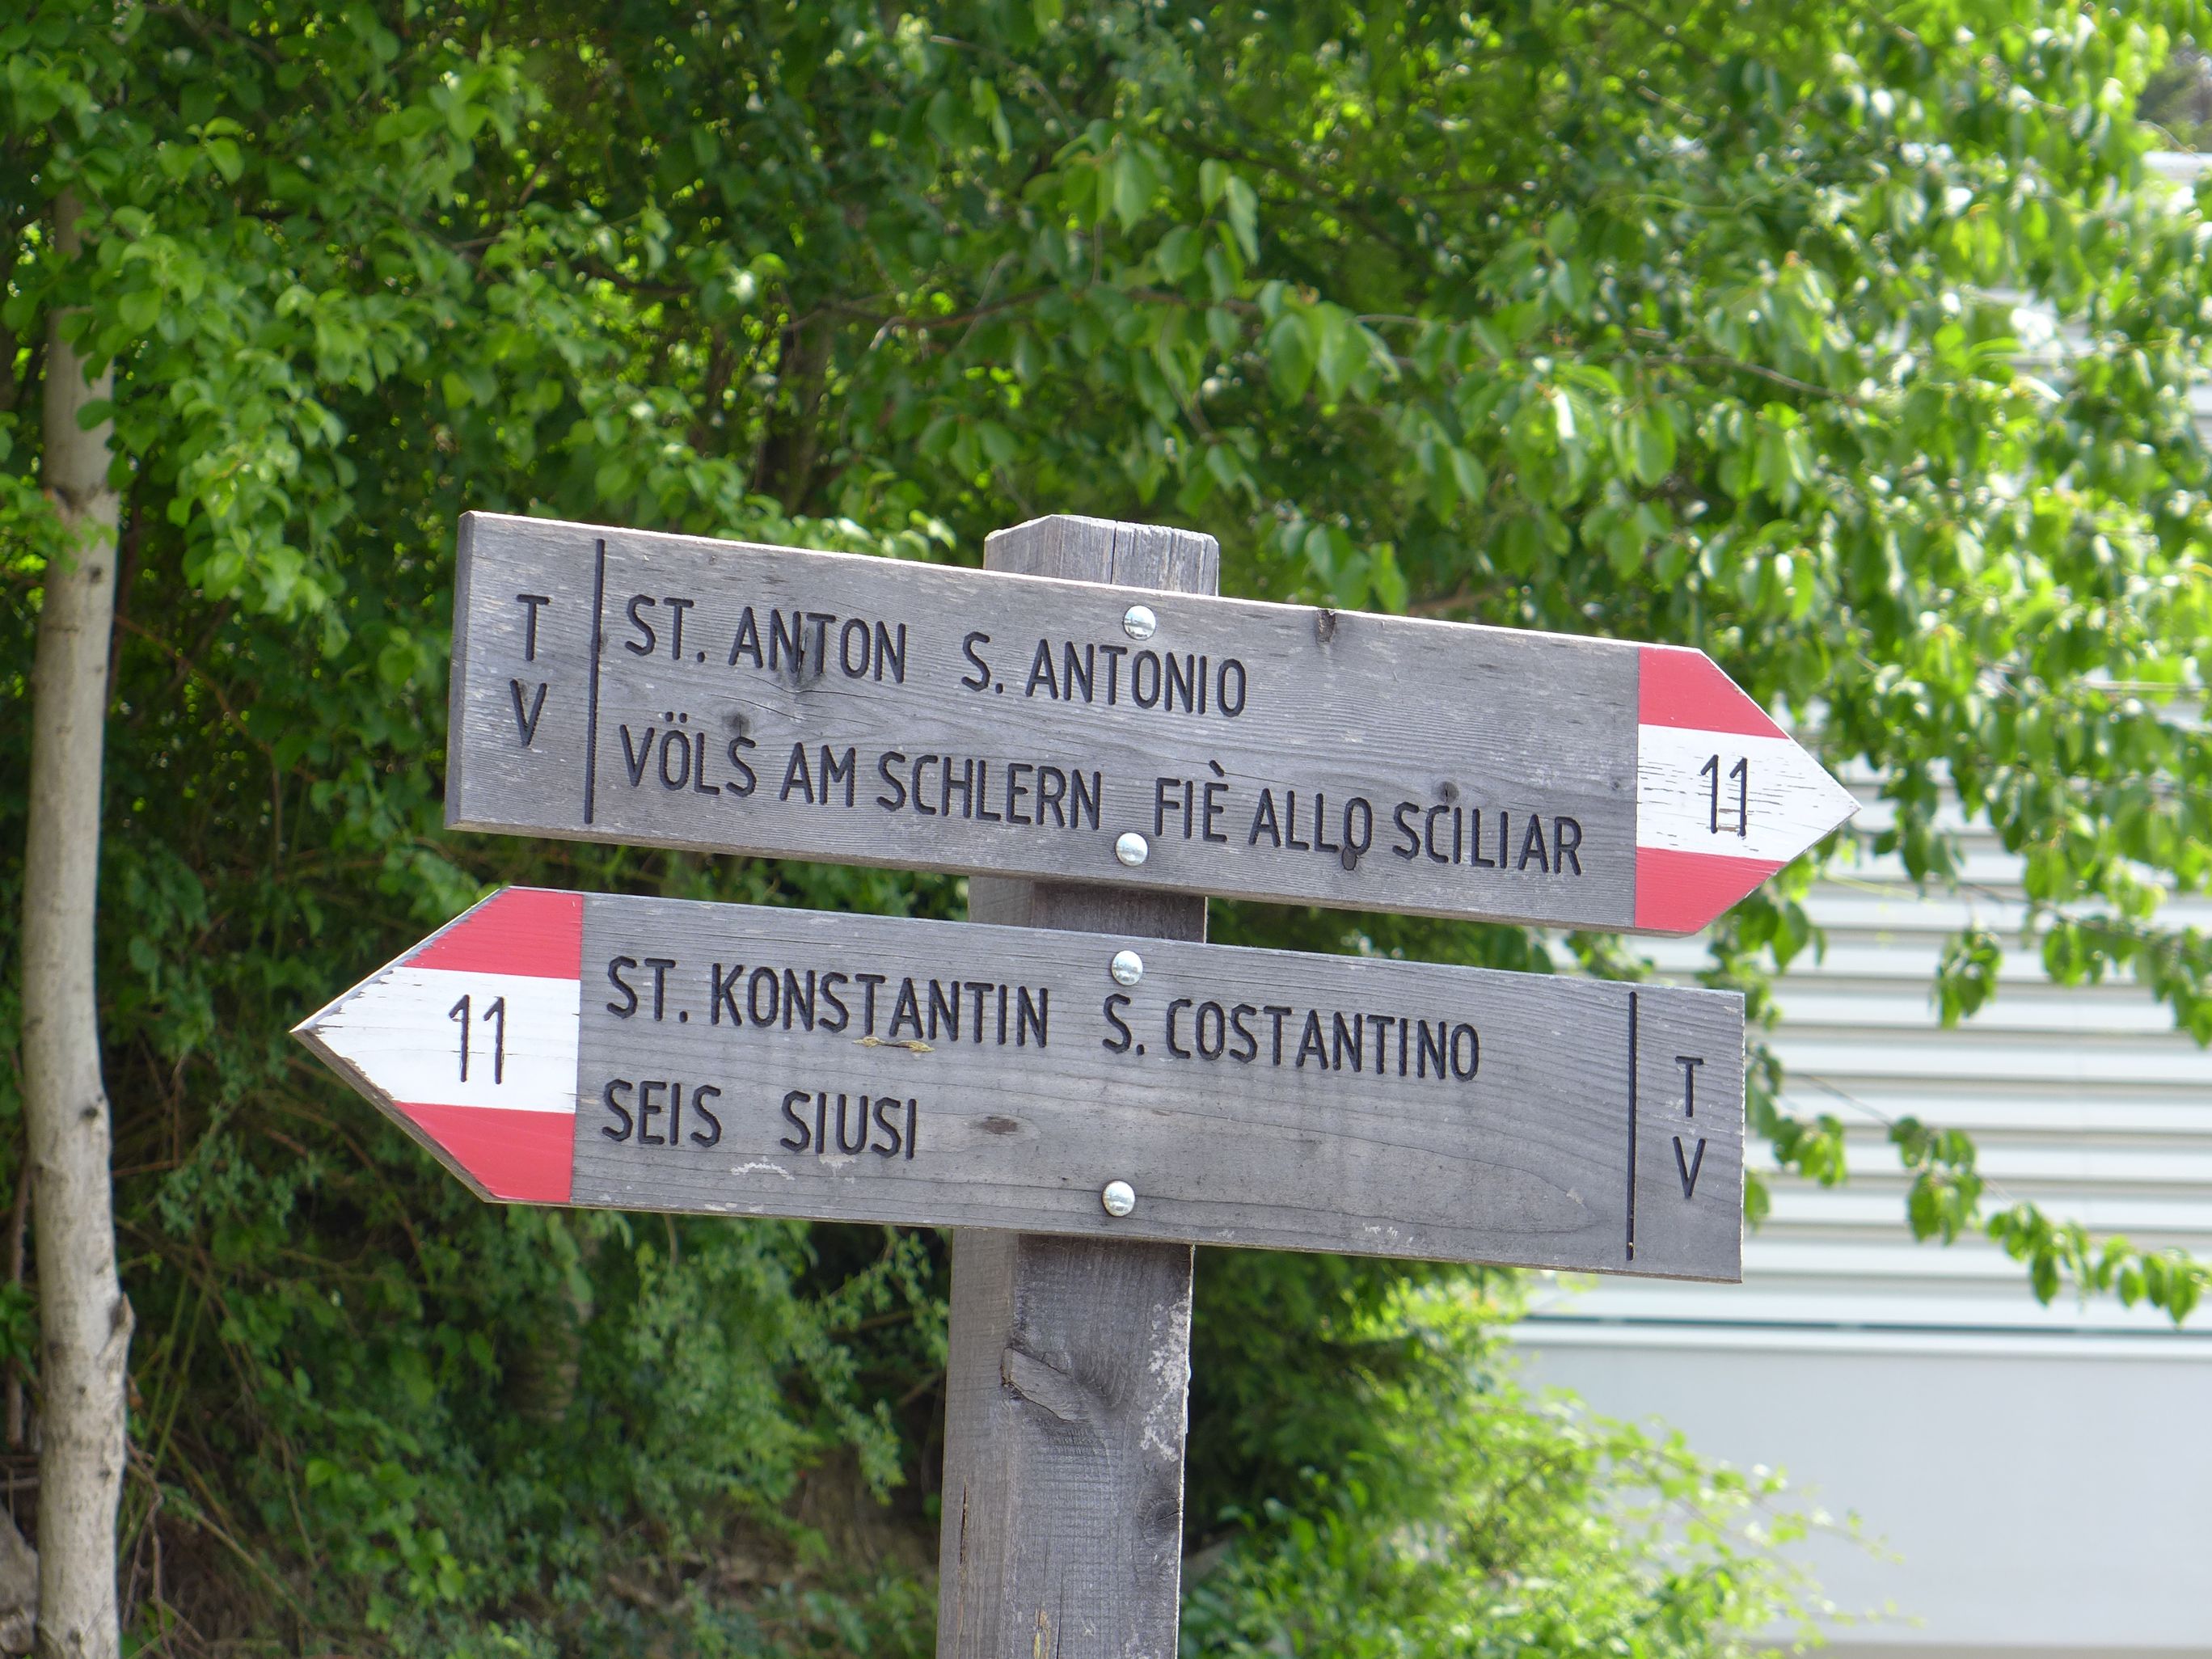 T
V
ST. ANTON S. ANTONIO
VÖLS AM SCHLERN FIÈ ALLO SCILIAR
11
11
ST. KONSTANTIN S. COSTANTINO
SEIS SIUSI
T
V